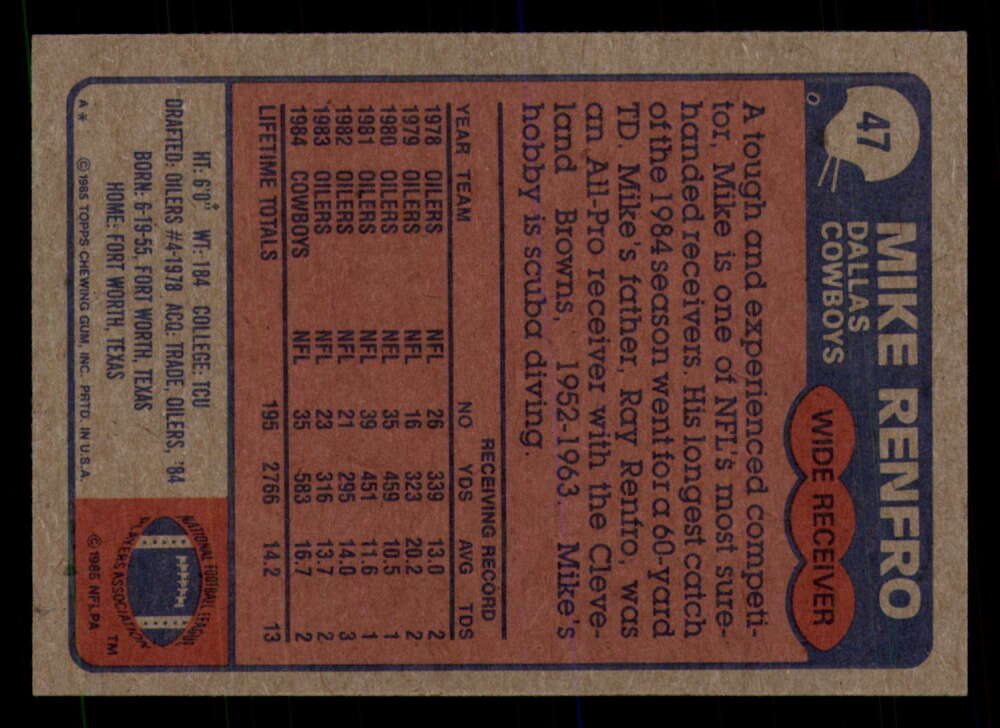 47
MIKE RENFRO
DALLAS
COWBOYS
WIDE RECEIVER
A tough and experienced competi-
tor, Mike is one of NFL's most sure-
handed receivers. His longest catch
of the 1984 season went for a 60-yard
TD. Mike's father, Ray Renfro, was
an All-Pro receiver with the Cleve-
land Browns, 1952-1963. Mike's
hobby is scuba diving.
RECEIVING RECORD
YEAR TEAM NO YDS AVG TDS
1978 OILERS NFL 26 339 13.0 2
1979 OILERS NFL 16 323 20.2 2
1980 OILERS NFL 35 459 10.5 1
1981 OILERS NFL 39 451 11.6 1
1982 OILERS NFL 21 295 14.0 3
1983 OILERS NFL 23 316 13.7 2
1984 COWBOYS NFL 35 583 16.7 2
LIFETIME TOTALS 195 2766 14.2 13
HT: 6'0" WT: 184 COLLEGE: TCU
DRAFTED: OILERS #4-1978 ACQ: TRADE, OILERS, '84
BORN: 6-19-55, FORT WORTH, TEXAS
HOME: FORT WORTH, TEXAS
A* © 1985 TOPPS CHEWING GUM, INC. PRTD. IN U.S.A.
NATIONAL FOOTBALL LEAGUE
PLAYERS ASSOCIATION
TM
© 1985 NFLPA